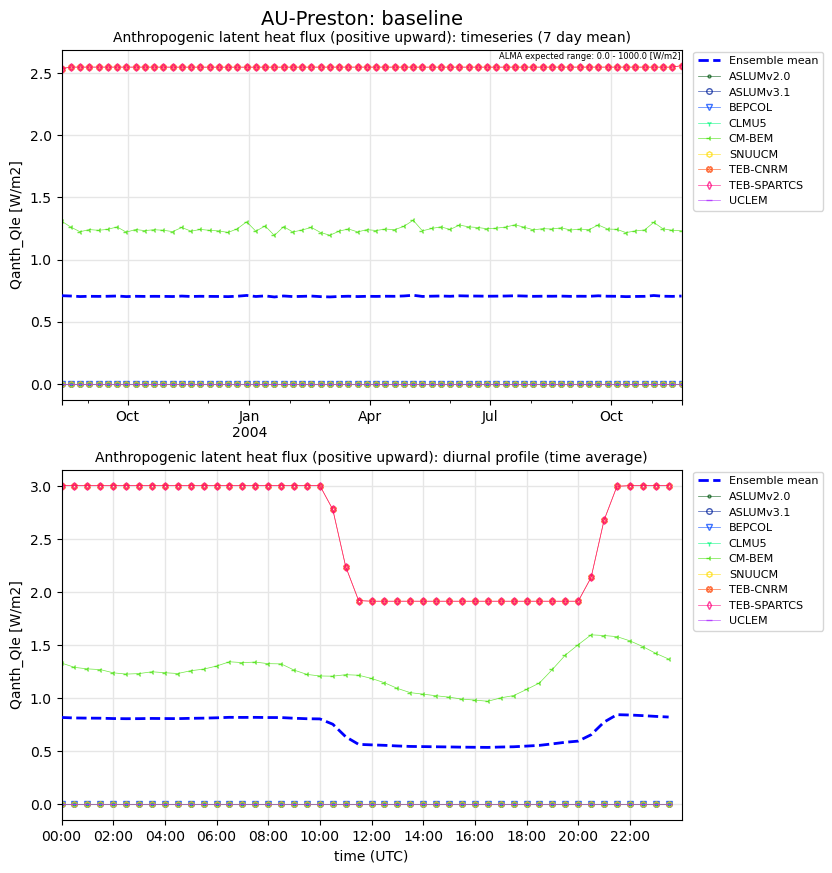 AU-Preston: baseline
Anthropogenic latent heat flux (positive upward): timeseries (7 day mean)
ALMA expected range: 0.0 - 1000.0 [W/m2]
Qanth_Qle [W/m2]
2.5
2.0
1.5
1.0
0.5
0.0
Oct
Jan
2004
Apr
Jul
Oct
Ensemble mean
ASLUMv2.0
ASLUMv3.1
BEPCOL
CLMU5
CM-BEM
SNUUCM
TEB-CNRM
TEB-SPARTCS
UCLEM
Anthropogenic latent heat flux (positive upward): diurnal profile (time average)
Qanth_Qle [W/m2]
3.0
2.5
2.0
1.5
1.0
0.5
0.0
00:00 02:00 04:00 06:00 08:00 10:00 12:00 14:00 16:00 18:00 20:00 22:00
time (UTC)
Ensemble mean
ASLUMv2.0
ASLUMv3.1
BEPCOL
CLMU5
CM-BEM
SNUUCM
TEB-CNRM
TEB-SPARTCS
UCLEM